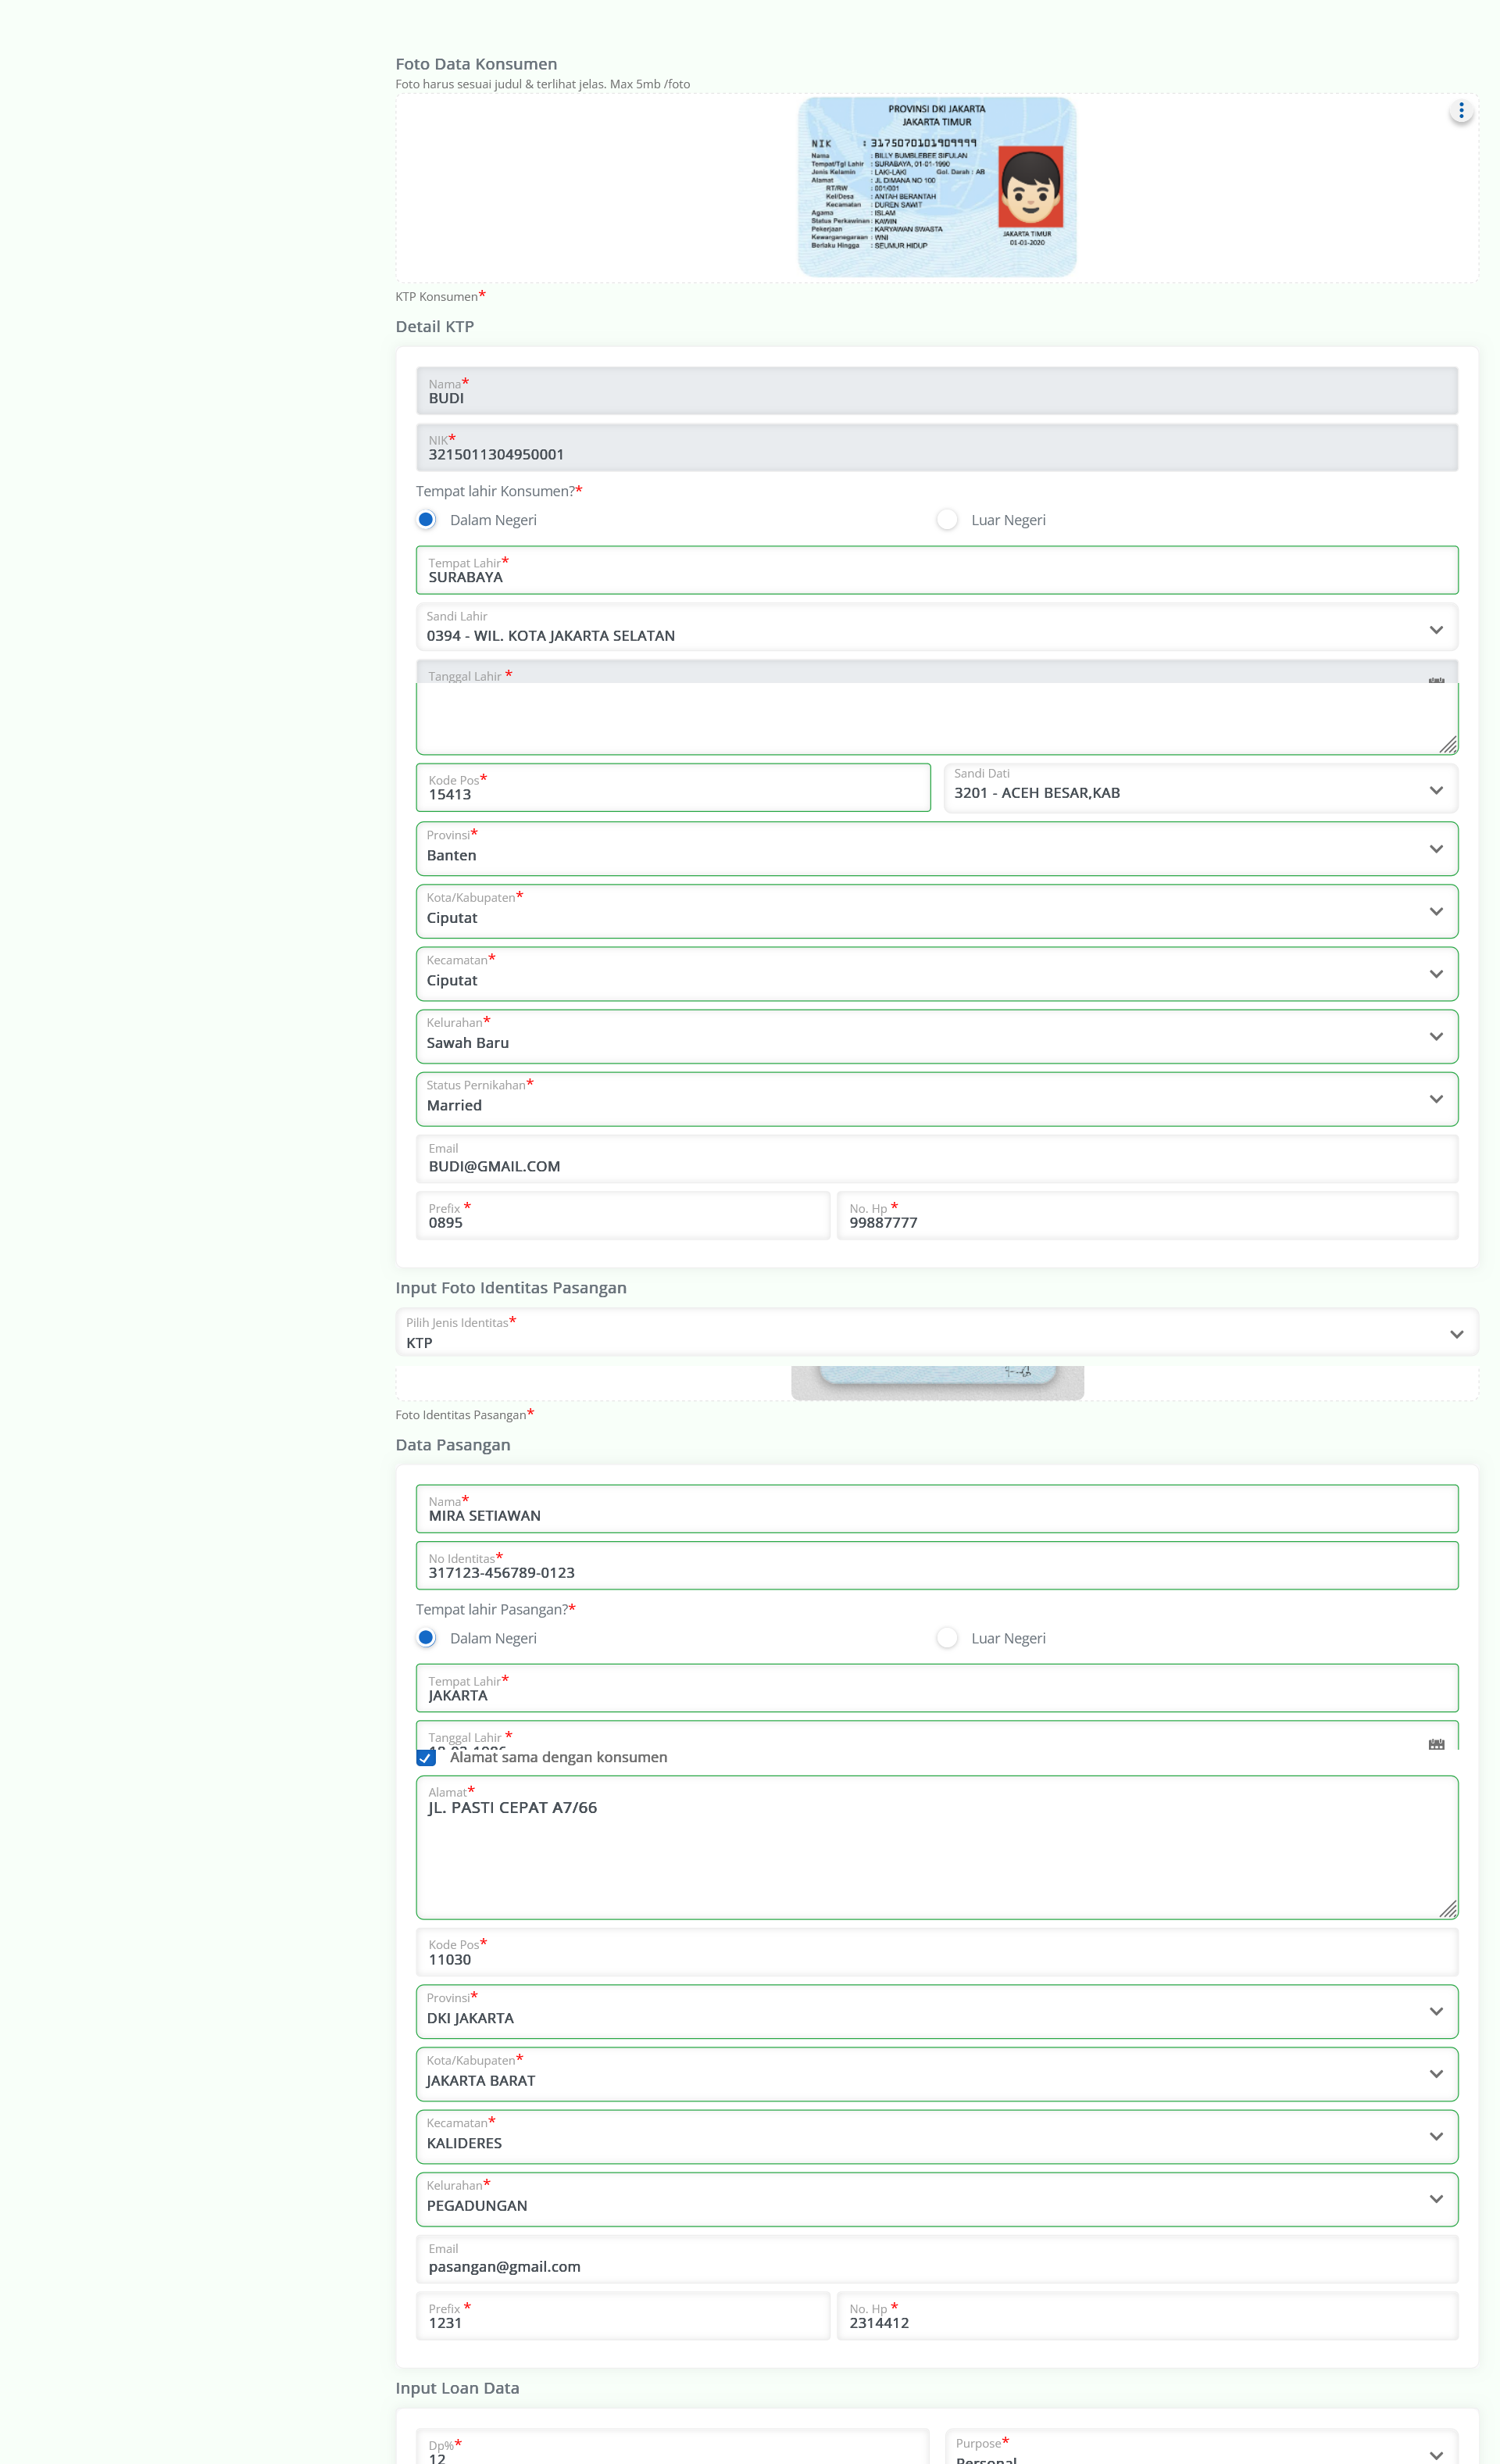 Foto Data Konsumen
Foto harus sesuai judul & terlihat jelas. Max 5mb /foto
PROVINSI DKI JAKARTA
JAKARTA TIMUR
NIK : 3175070101909999
Nama : BILLY BUMBLEBEE SIFULAN
Tempat/Tgl Lahir : SURABAYA, 01-01-1990
Jenis Kelamin : LAKI-LAKI Gol. Darah : AB
Alamat : JL DIMANA NO 100
RT/RW : 001/001
Kel/Desa : ANTAH BERANTAH
Kecamatan : DUREN SAWIT
Agama : ISLAM
Status Perkawinan : KAWIN
Pekerjaan : KARYAWAN SWASTA
Kewarganegaraan : WNI
Berlaku Hingga : SEUMUR HIDUP
JAKARTA TIMUR
01-01-2020
KTP Konsumen*
Detail KTP
Nama*
BUDI
NIK*
3215011304950001
Tempat lahir Konsumen?*
Dalam Negeri Luar Negeri
Tempat Lahir*
SURABAYA
Sandi Lahir
0394 - WIL. KOTA JAKARTA SELATAN
Tanggal Lahir *
Kode Pos*
15413
Sandi Dati
3201 - ACEH BESAR,KAB
Provinsi*
Banten
Kota/Kabupaten*
Ciputat
Kecamatan*
Ciputat
Kelurahan*
Sawah Baru
Status Pernikahan*
Married
Email
BUDI@GMAIL.COM
Prefix *
0895
No. Hp *
99887777
Input Foto Identitas Pasangan
Pilih Jenis Identitas*
KTP
Foto Identitas Pasangan*
Data Pasangan
Nama*
MIRA SETIAWAN
No Identitas*
317123-456789-0123
Tempat lahir Pasangan?*
Dalam Negeri Luar Negeri
Tempat Lahir*
JAKARTA
Tanggal Lahir *
Alamat sama dengan konsumen
Alamat*
JL. PASTI CEPAT A7/66
Kode Pos*
11030
Provinsi*
DKI JAKARTA
Kota/Kabupaten*
JAKARTA BARAT
Kecamatan*
KALIDERES
Kelurahan*
PEGADUNGAN
Email
pasangan@gmail.com
Prefix *
1231
No. Hp *
2314412
Input Loan Data
Dp%*
12
Purpose*
Personal